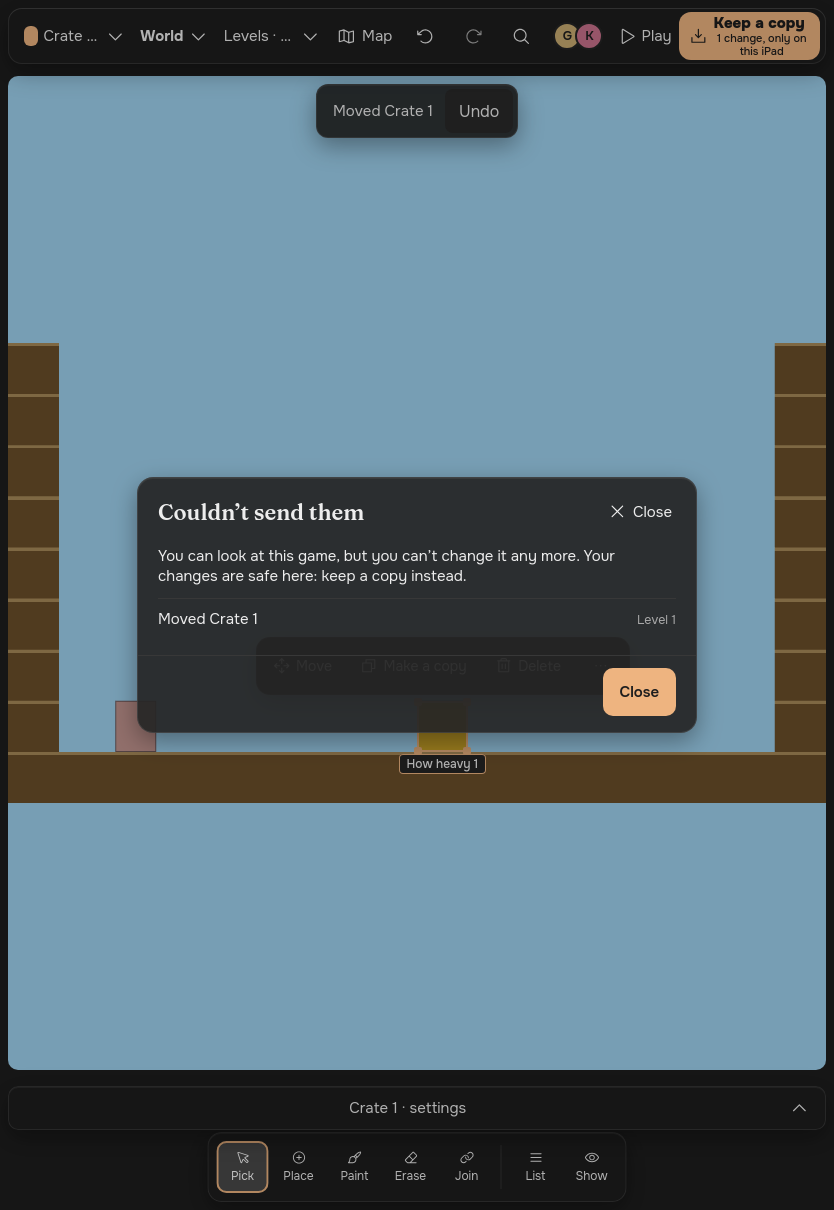 Crate ...
World
Levels · ...
Map
G
K
Play
Keep a copy
1 change, only on
this iPad
Moved Crate 1
Undo
Couldn’t send them
Close
You can look at this game, but you can’t change it any more. Your
changes are safe here: keep a copy instead.
Moved Crate 1
Level 1
Move
Make a copy
Delete
Close
How heavy 1
Crate 1 · settings
Pick
Place
Paint
Erase
Join
List
Show